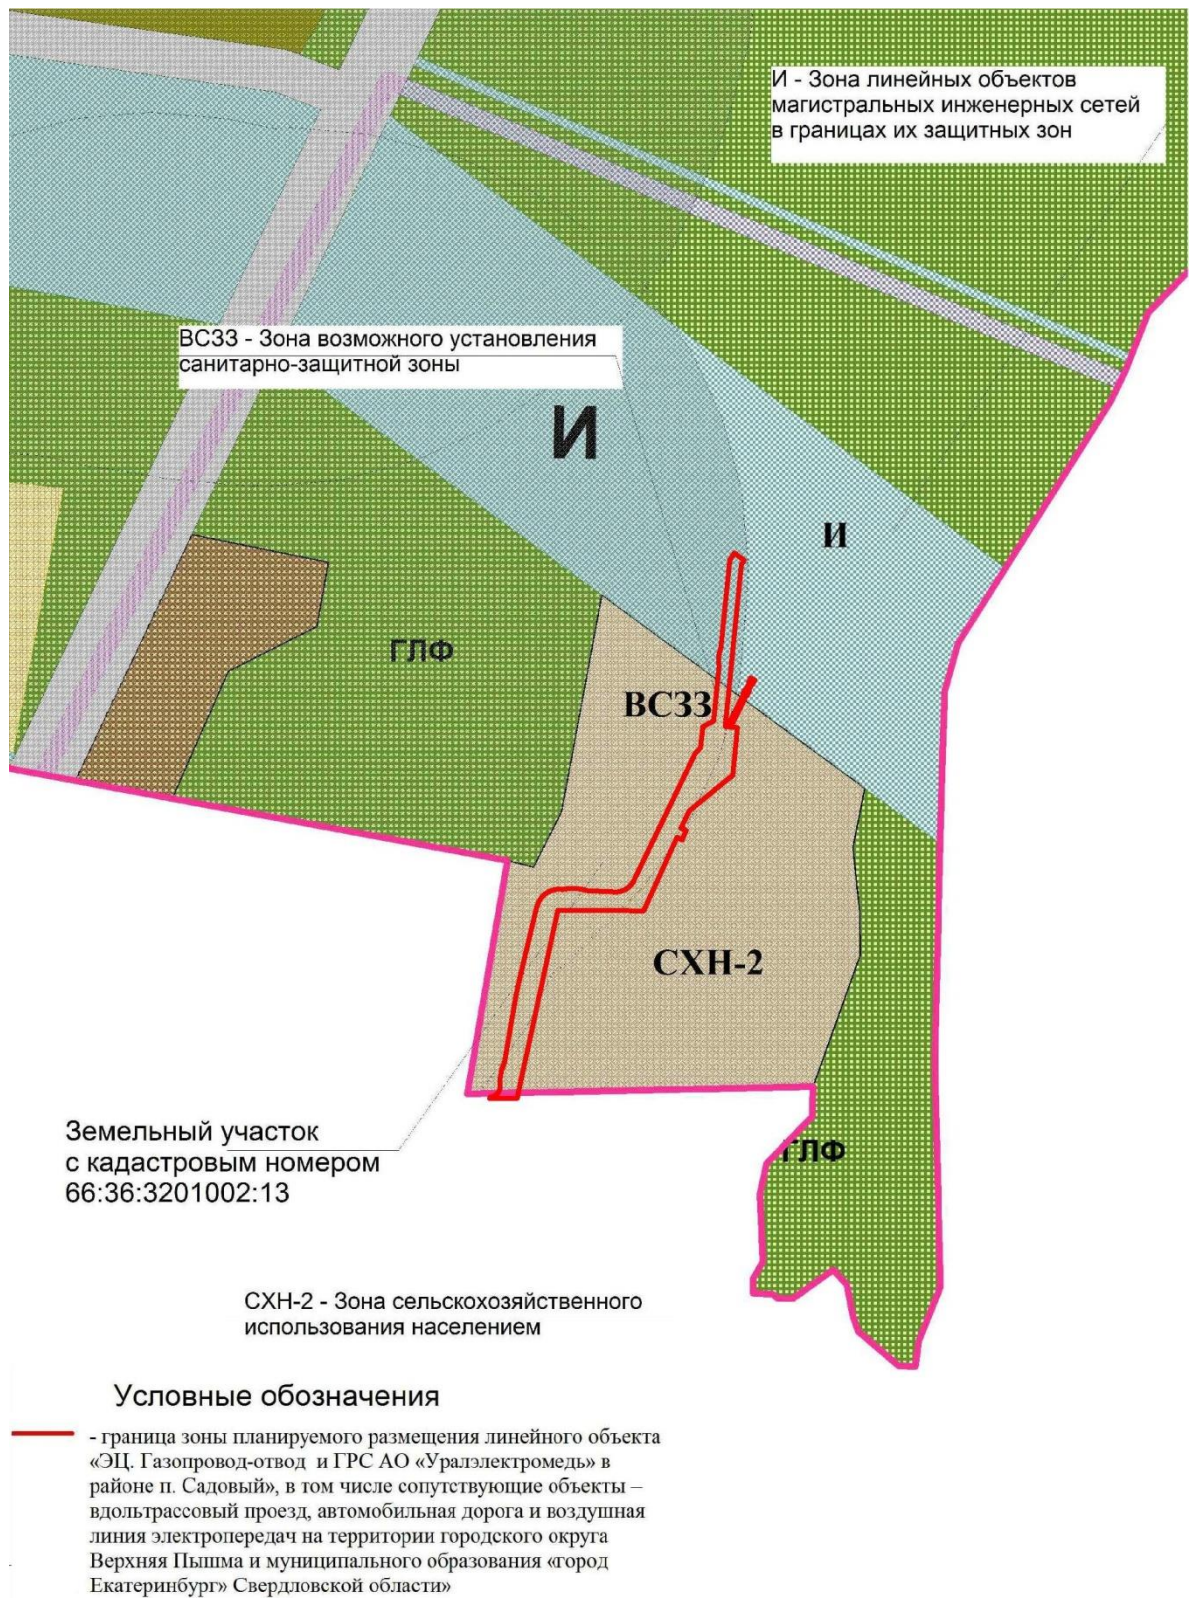 И - Зона линейных объектов
магистральных инженерных сетей
в границах их защитных зон
ВСЗЗ - Зона возможного установления
санитарно-защитной зоны
И
И
ГЛФ
ВСЗЗ
СХН-2
Земельный участок
с кадастровым номером
66:36:3201002:13
ГЛФ
СХН-2 - Зона сельскохозяйственного
использования населением
Условные обозначения
- граница зоны планируемого размещения линейного объекта
«ЭЦ. Газопровод-отвод и ГРС АО «Уралэлектромедь» в
районе п. Садовый», в том числе сопутствующие объекты –
вдольтрассовый проезд, автомобильная дорога и воздушная
линия электропередач на территории городского округа
Верхняя Пышма и муниципального образования «город
Екатеринбург» Свердловской области»